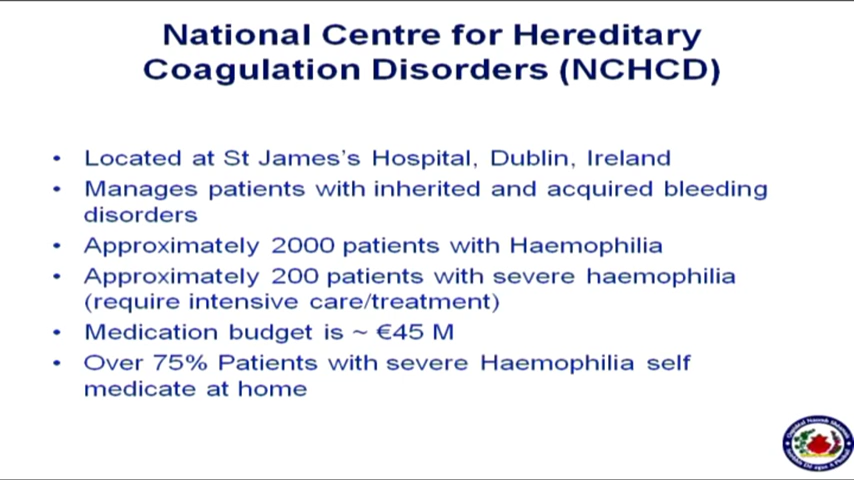 National Centre for Hereditary
Coagulation Disorders (NCHCD)
• Located at St James's Hospital, Dublin, Ireland
• Manages patients with inherited and acquired bleeding
disorders
• Approximately 2000 patients with Haemophilia
• Approximately 200 patients with severe haemophilia
(require intensive care/treatment)
• Medication budget is ~ €45 M
• Over 75% Patients with severe Haemophilia self
medicate at home